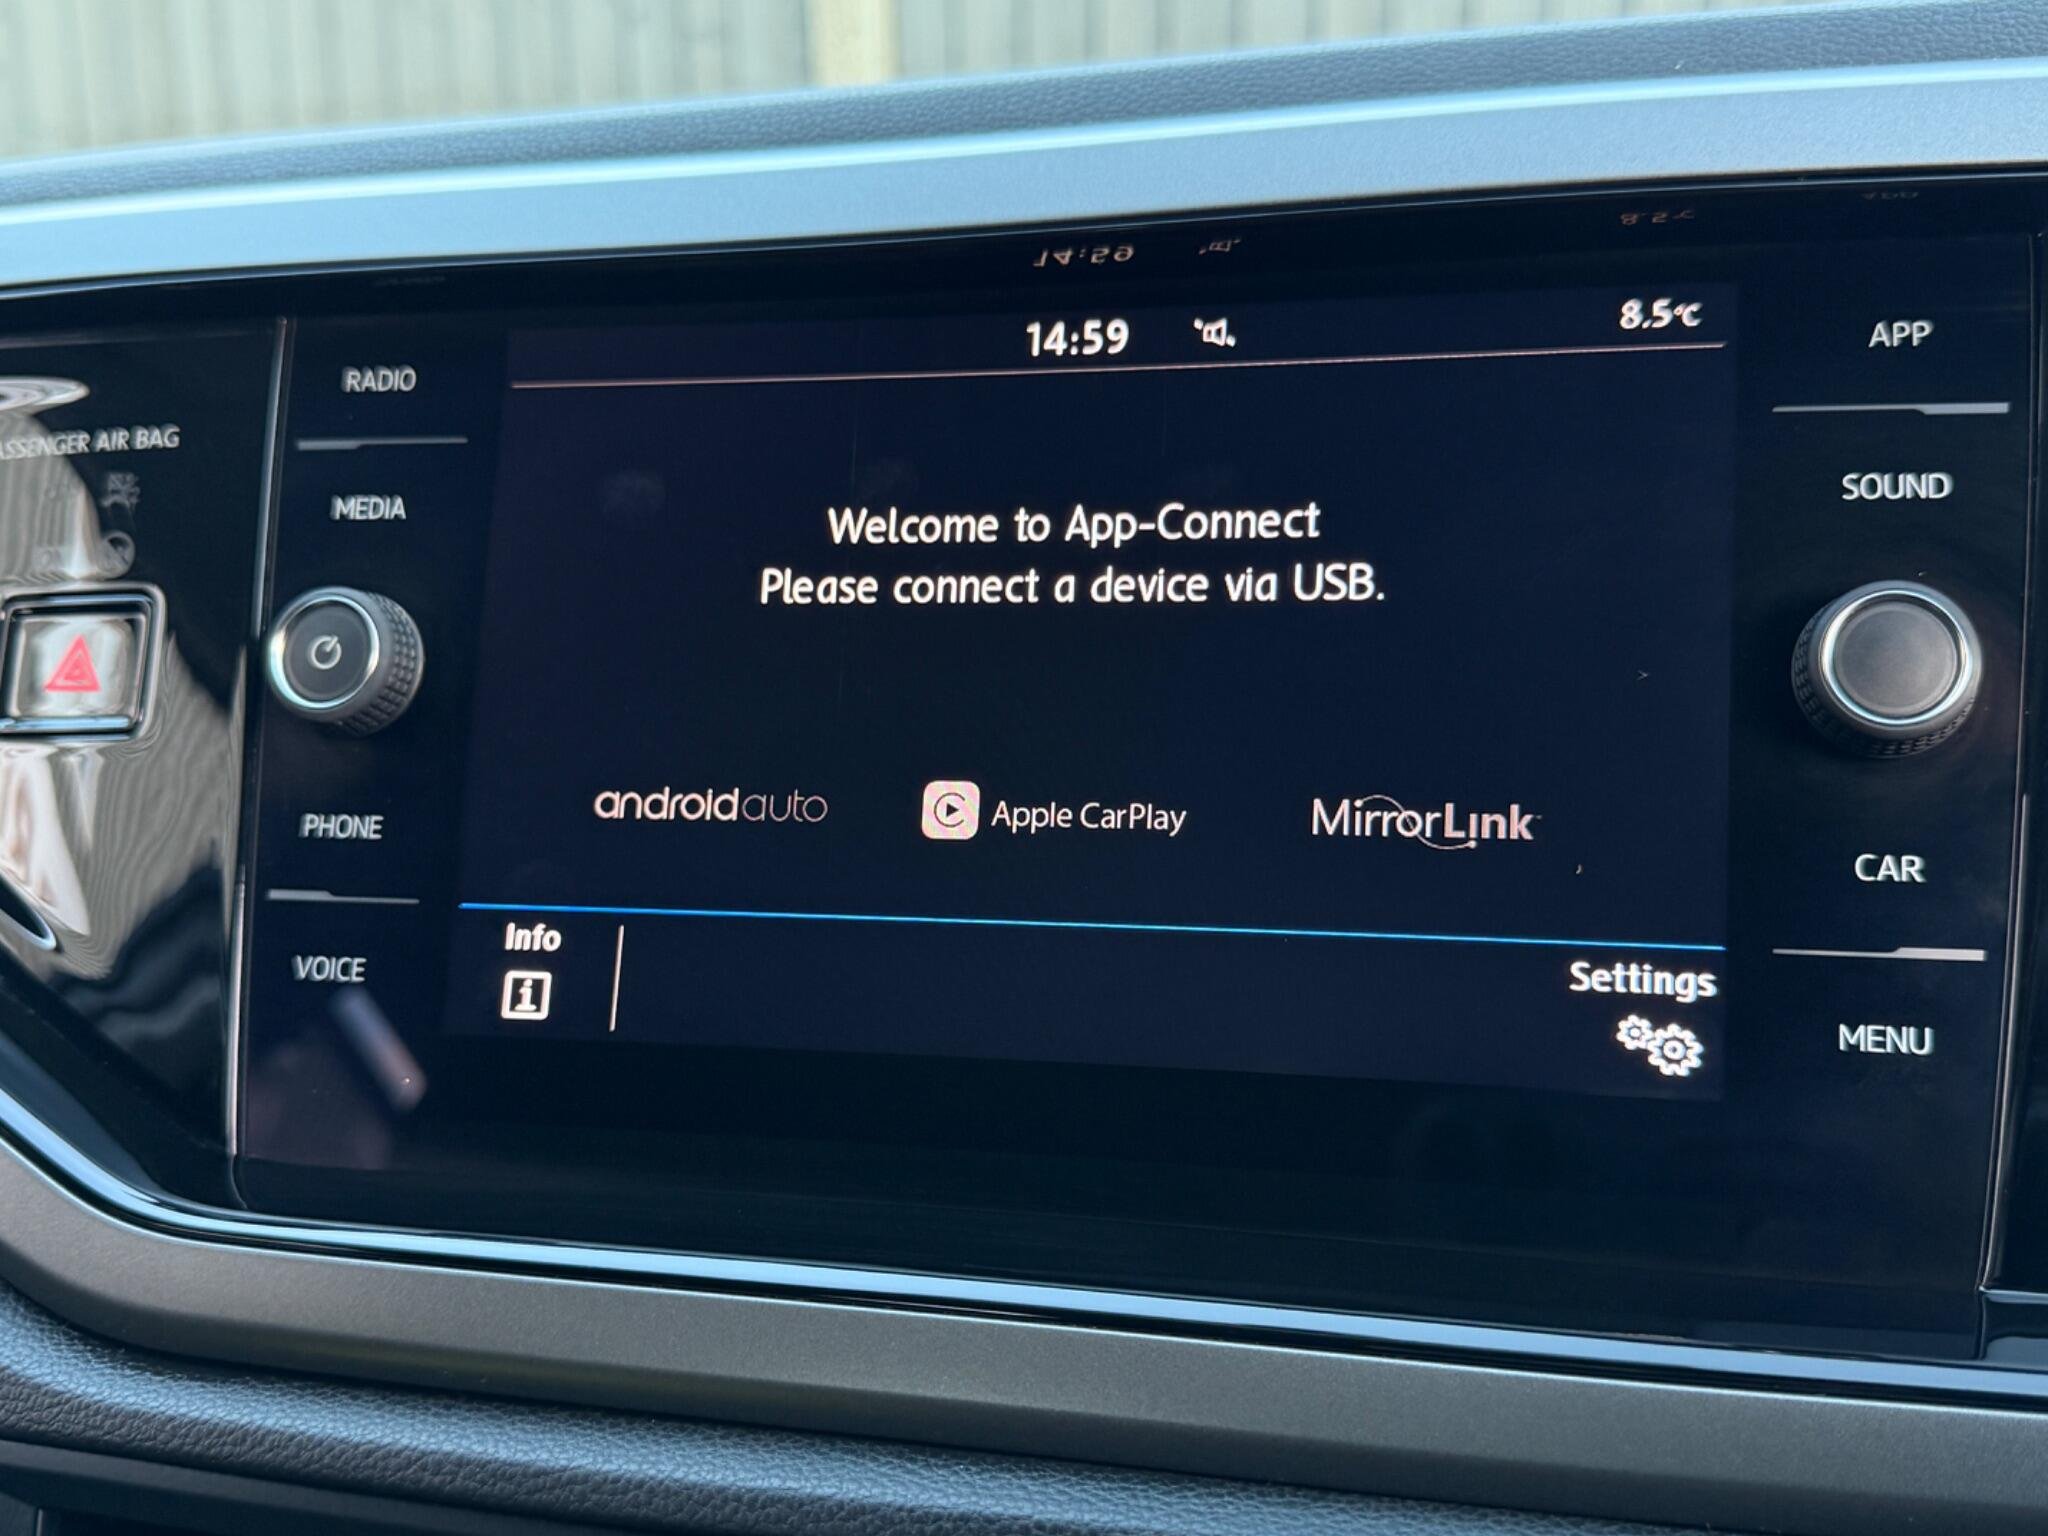 14:59
8.5°C
APP
RADIO
SOUND
ASSENGER AIR BAG
MEDIA
Welcome to App-Connect
Please connect a device via USB.
androidauto
Apple CarPlay
MirrorLink
PHONE
CAR
Info
VOICE
Settings
MENU